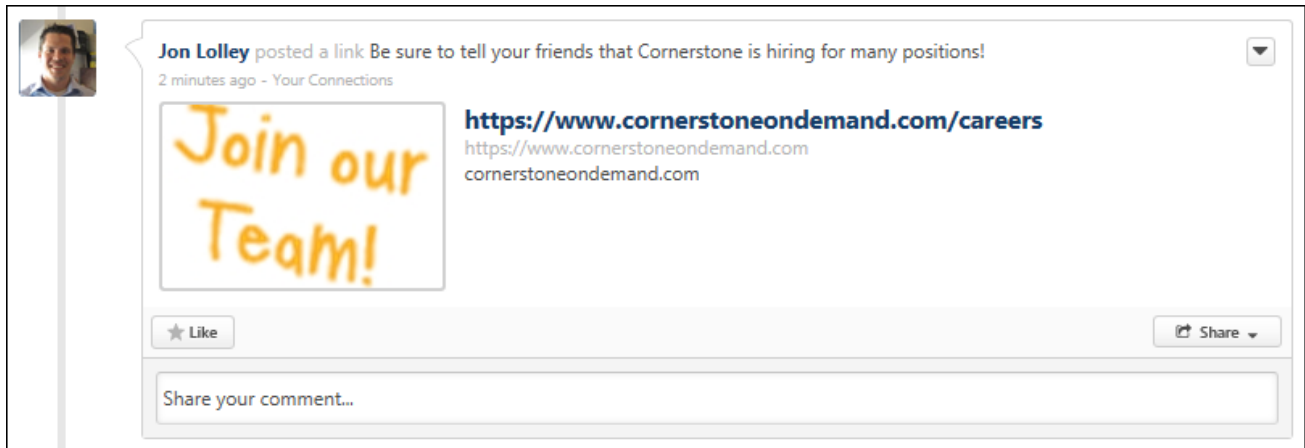 Jon Lolley posted a link Be sure to tell your friends that Cornerstone is hiring for many positions!
2 minutes ago - Your Connections
Join our
Team!
https://www.cornerstoneondemand.com/careers
https://www.cornerstoneondemand.com
cornerstoneondemand.com
Like
Share
Share your comment...